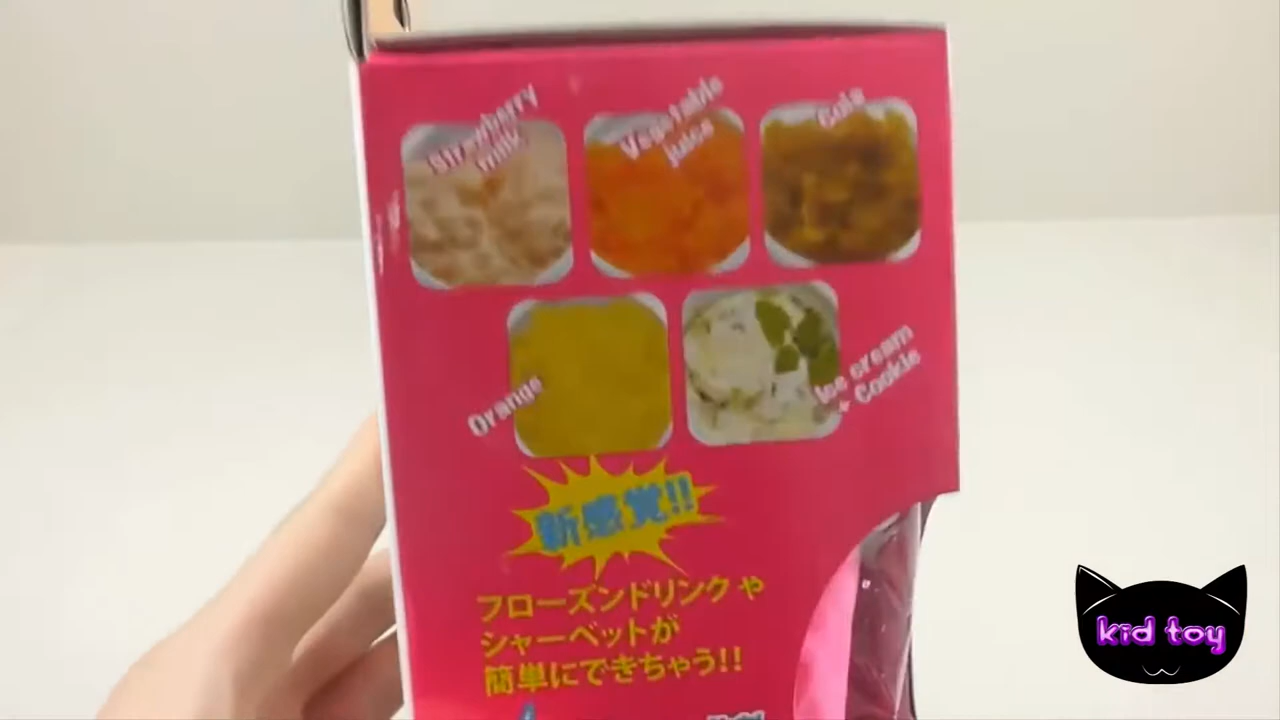 Strawberry
milk
Vegetable
juice
Cola
Orange
Ice cream
+ Cookie
新感覚!!
フローズンドリンクや
シャーベットが
簡単にできちゃう!!
kid toy